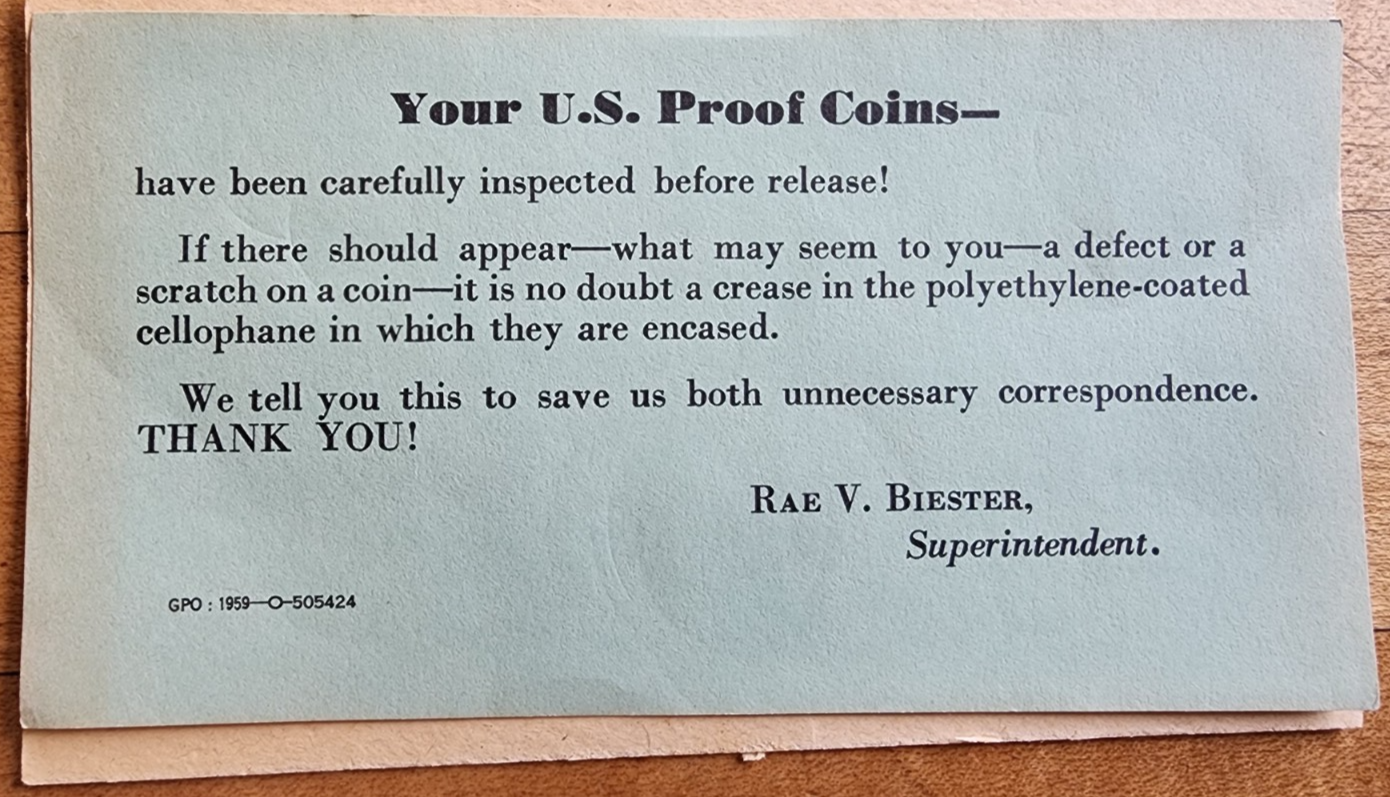 Your U.S. Proof Coins—
have been carefully inspected before release!
If there should appear—what may seem to you—a defect or a
scratch on a coin—it is no doubt a crease in the polyethylene-coated
cellophane in which they are encased.
We tell you this to save us both unnecessary correspondence.
THANK YOU!
RAE V. BIESTER,
Superintendent.
GPO : 1959—O-505424